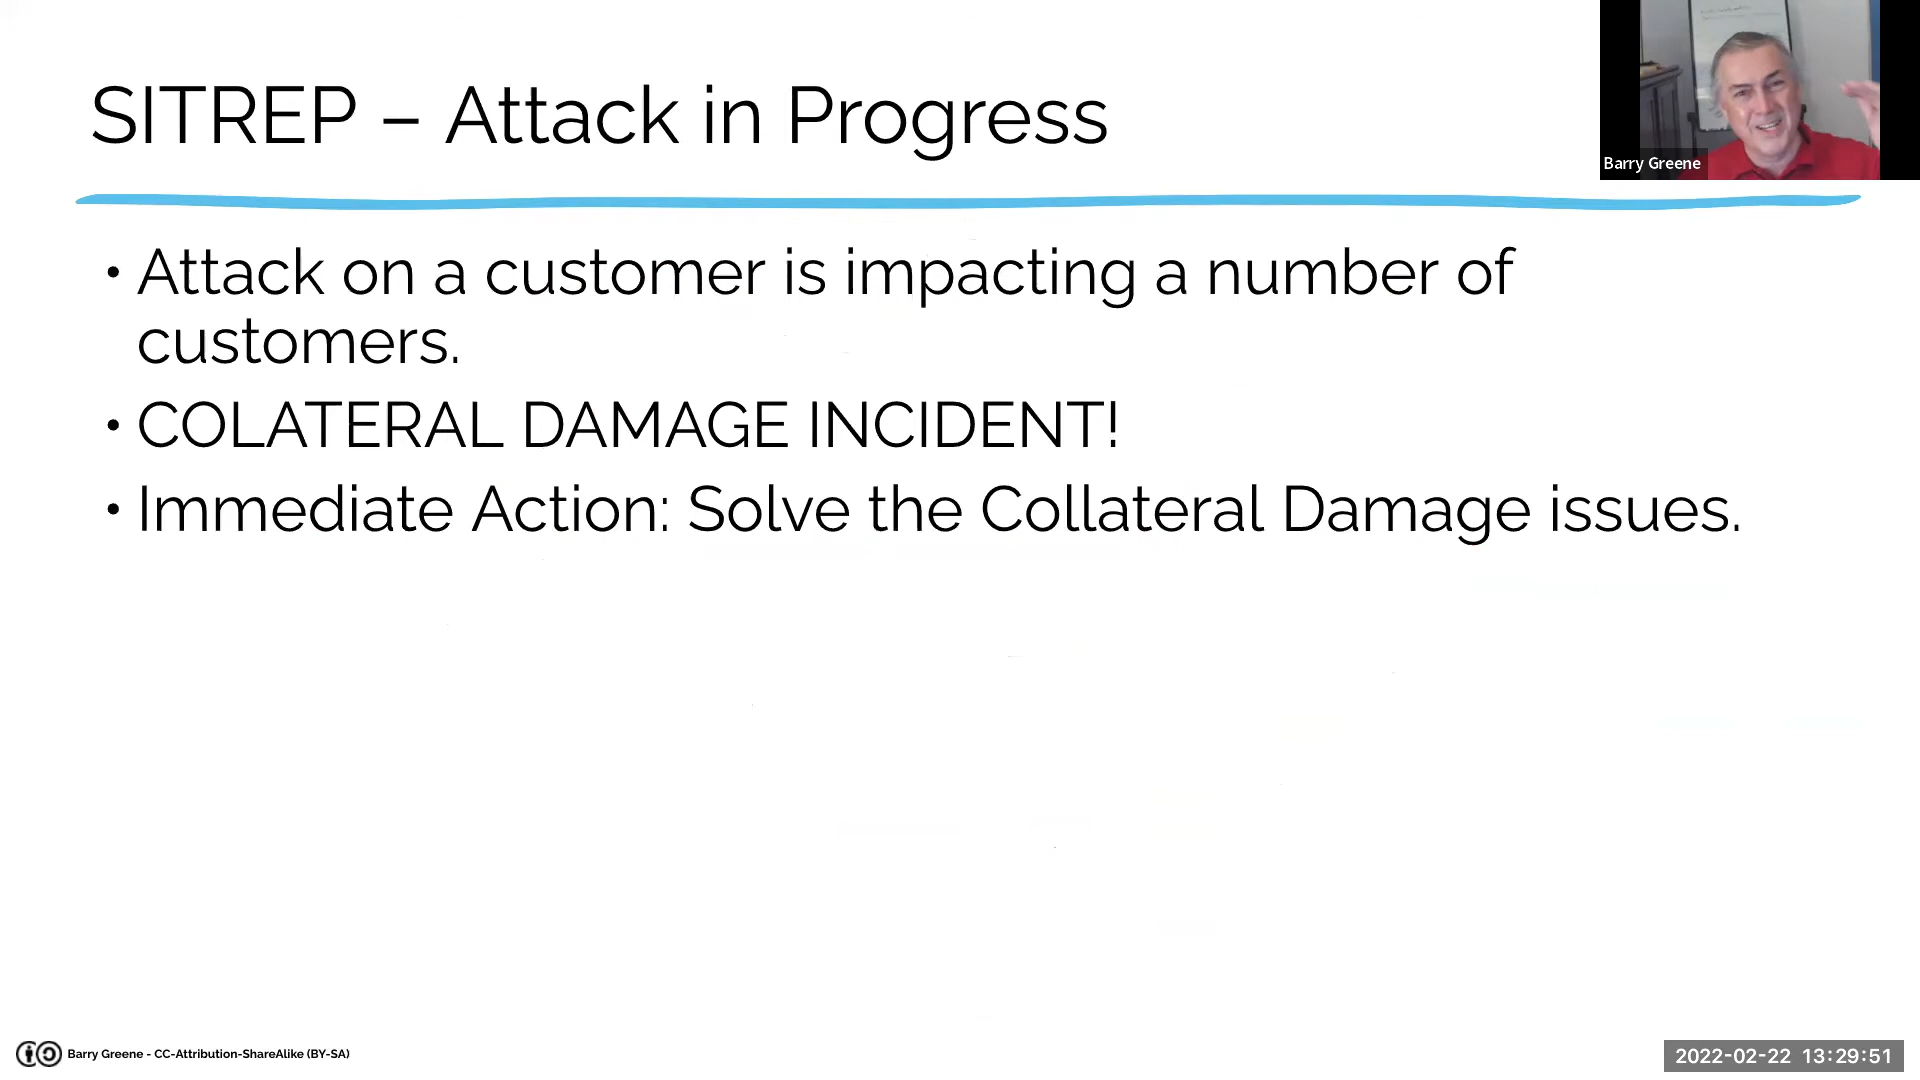 SITREP – Attack in Progress
Barry Greene
• Attack on a customer is impacting a number of
customers.
• COLATERAL DAMAGE INCIDENT!
• Immediate Action: Solve the Collateral Damage issues.
Barry Greene - CC-Attribution-ShareAlike (BY-SA)
2022-02-22 13:29:51